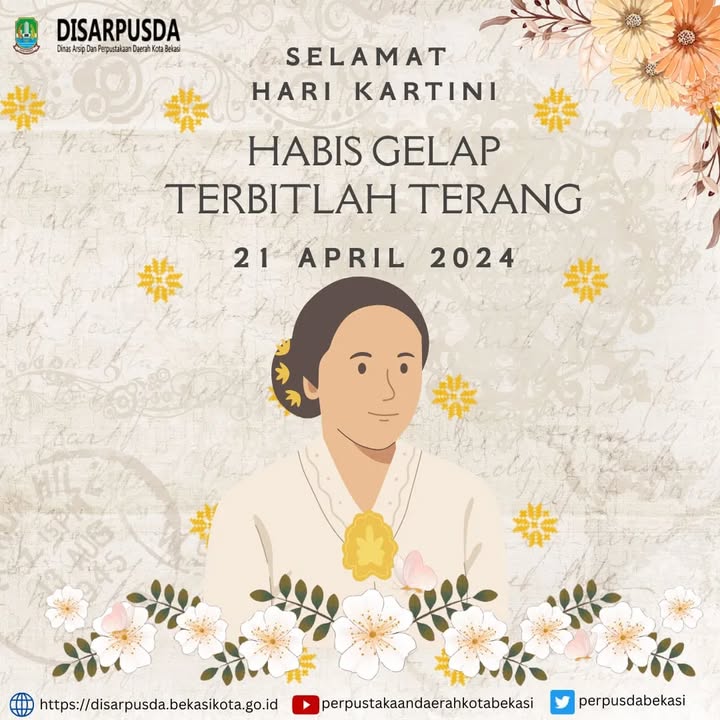 DISARPUSDA
Dinas Arsip Dan Perpustakaan Daerah Kota Bekasi
SELAMAT
HARI KARTINI
HABIS GELAP
TERBITLAH TERANG
21 APRIL 2024
https://disarpusda.bekasikota.go.id
perpustakaandaerahkotabekasi
perpusdabekasi